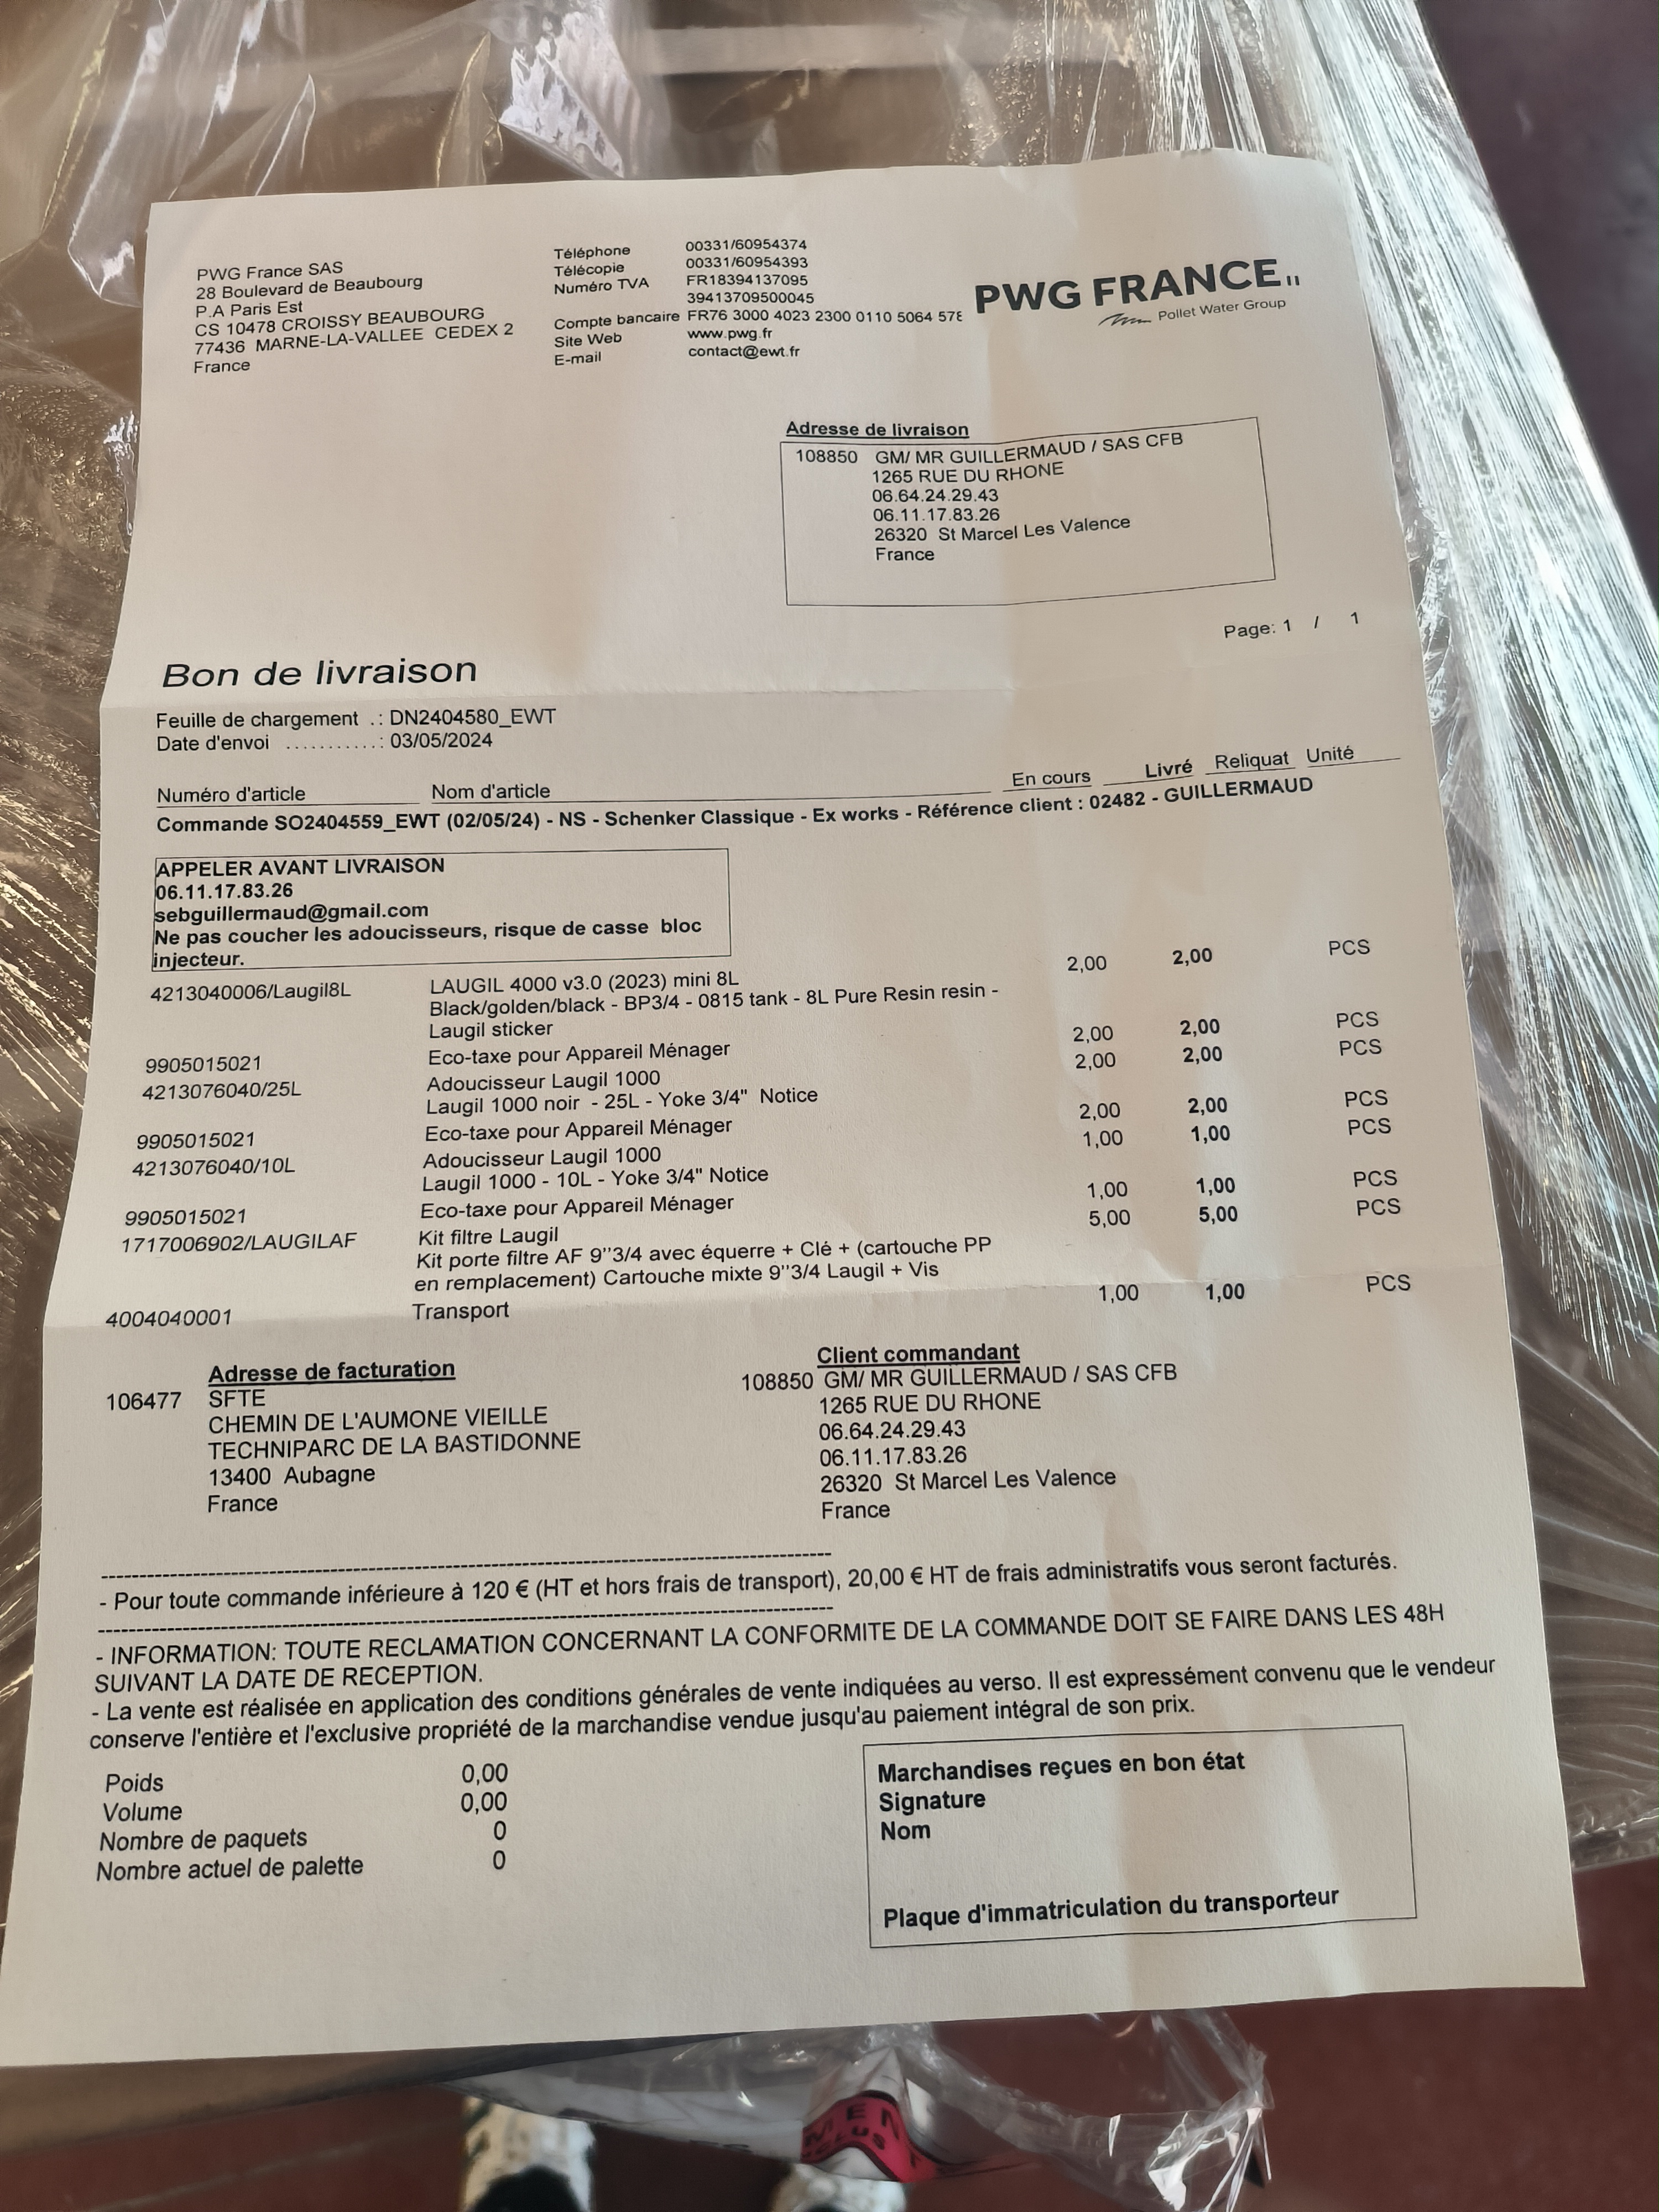 PWG France SAS
28 Boulevard de Beaubourg
P.A Paris Est
CS 10478 CROISSY BEAUBOURG
77436 MARNE-LA-VALLEE CEDEX 2
France
Téléphone 00331/60954374
Télécopie 00331/60954393
Numéro TVA FR18394137095
39413709500045
Compte bancaire FR76 3000 4023 2300 0110 5064 578
Site Web www.pwg.fr
E-mail contact@ewt.fr
PWG FRANCE
Pollet Water Group
Adresse de livraison
108850 GM/ MR GUILLERMAUD / SAS CFB
1265 RUE DU RHONE
06.64.24.29.43
06.11.17.83.26
26320 St Marcel Les Valence
France
Page: 1 / 1
Bon de livraison
Feuille de chargement .: DN2404580_EWT
Date d'envoi ...........: 03/05/2024
Numéro d'article Nom d'article En cours Livré Reliquat Unité
Commande SO2404559_EWT (02/05/24) - NS - Schenker Classique - Ex works - Référence client : 02482 - GUILLERMAUD
APPELER AVANT LIVRAISON
06.11.17.83.26
sebguillermaud@gmail.com
Ne pas coucher les adoucisseurs, risque de casse bloc
injecteur.
4213040006/Laugil8L LAUGIL 4000 v3.0 (2023) mini 8L 2,00 2,00 PCS
Black/golden/black - BP3/4 - 0815 tank - 8L Pure Resin resin -
Laugil sticker
9905015021 Eco-taxe pour Appareil Ménager 2,00 2,00 PCS
4213076040/25L Adoucisseur Laugil 1000 2,00 2,00 PCS
Laugil 1000 noir - 25L - Yoke 3/4" Notice
9905015021 Eco-taxe pour Appareil Ménager 2,00 2,00 PCS
4213076040/10L Adoucisseur Laugil 1000 1,00 1,00 PCS
Laugil 1000 - 10L - Yoke 3/4" Notice
9905015021 Eco-taxe pour Appareil Ménager 1,00 1,00 PCS
1717006902/LAUGILAF Kit filtre Laugil 5,00 5,00 PCS
Kit porte filtre AF 9''3/4 avec équerre + Clé + (cartouche PP
en remplacement) Cartouche mixte 9''3/4 Laugil + Vis
4004040001 Transport 1,00 1,00 PCS
Adresse de facturation
106477 SFTE
CHEMIN DE L'AUMONE VIEILLE
TECHNIPARC DE LA BASTIDONNE
13400 Aubagne
France
Client commandant
108850 GM/ MR GUILLERMAUD / SAS CFB
1265 RUE DU RHONE
06.64.24.29.43
06.11.17.83.26
26320 St Marcel Les Valence
France
- Pour toute commande inférieure à 120 € (HT et hors frais de transport), 20,00 € HT de frais administratifs vous seront facturés.
- INFORMATION: TOUTE RECLAMATION CONCERNANT LA CONFORMITE DE LA COMMANDE DOIT SE FAIRE DANS LES 48H
SUIVANT LA DATE DE RECEPTION.
- La vente est réalisée en application des conditions générales de vente indiquées au verso. Il est expressément convenu que le vendeur
conserve l'entière et l'exclusive propriété de la marchandise vendue jusqu'au paiement intégral de son prix.
Poids 0,00
Volume 0,00
Nombre de paquets 0
Nombre actuel de palette 0
Marchandises reçues en bon état
Signature
Nom
Plaque d'immatriculation du transporteur